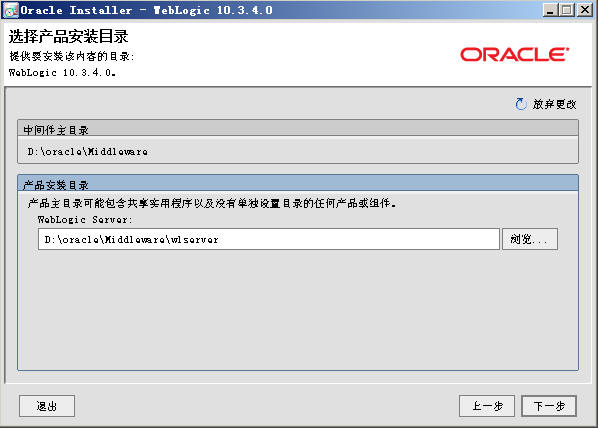 Oracle Installer - WebLogic 10.3.4.0
选择产品安装目录
提供要安装该内容的目录:
WebLogic 10.3.4.0。
ORACLE
放弃更改
中间件主目录
D:\oracle\Middleware
产品安装目录
产品主目录可能包含共享实用程序以及没有单独设置目录的任何产品或组件。
WebLogic Server:
D:\oracle\Middleware\wlserver
浏览...
退出
上一步
下一步